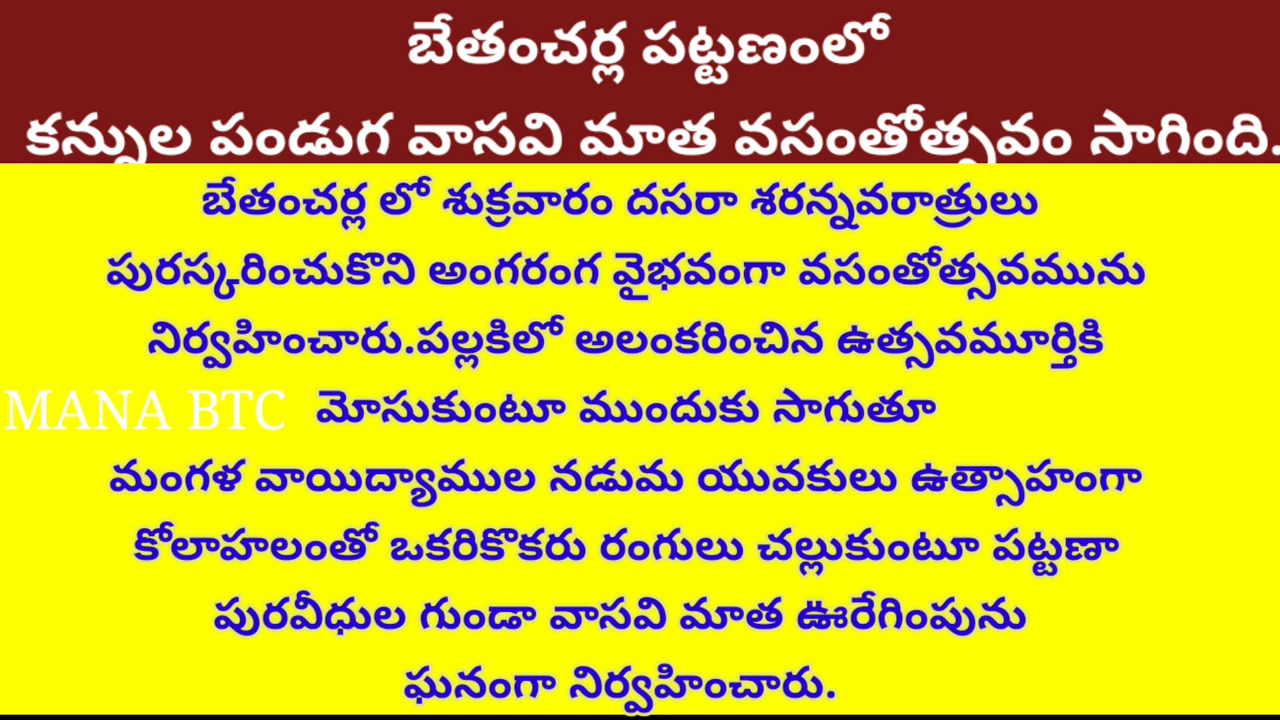 బేతంచర్ల పట్టణంలో
కన్నుల పండుగ వాసవి మాత వసంతోత్సవం సాగింది.
బేతంచర్ల లో శుక్రవారం దసరా శరన్నవరాత్రులు
పురస్కరించుకొని అంగరంగ వైభవంగా వసంతోత్సవమును
నిర్వహించారు.పల్లకిలో అలంకరించిన ఉత్సవమూర్తికి
MANA BTC మోసుకుంటూ ముందుకు సాగుతూ
మంగళ వాయిద్యాముల నడుమ యువకులు ఉత్సాహంగా
కోలాహలంతో ఒకరికొకరు రంగులు చల్లుకుంటూ పట్టణా
పురవీధుల గుండా వాసవి మాత ఊరేగింపును
ఘనంగా నిర్వహించారు.